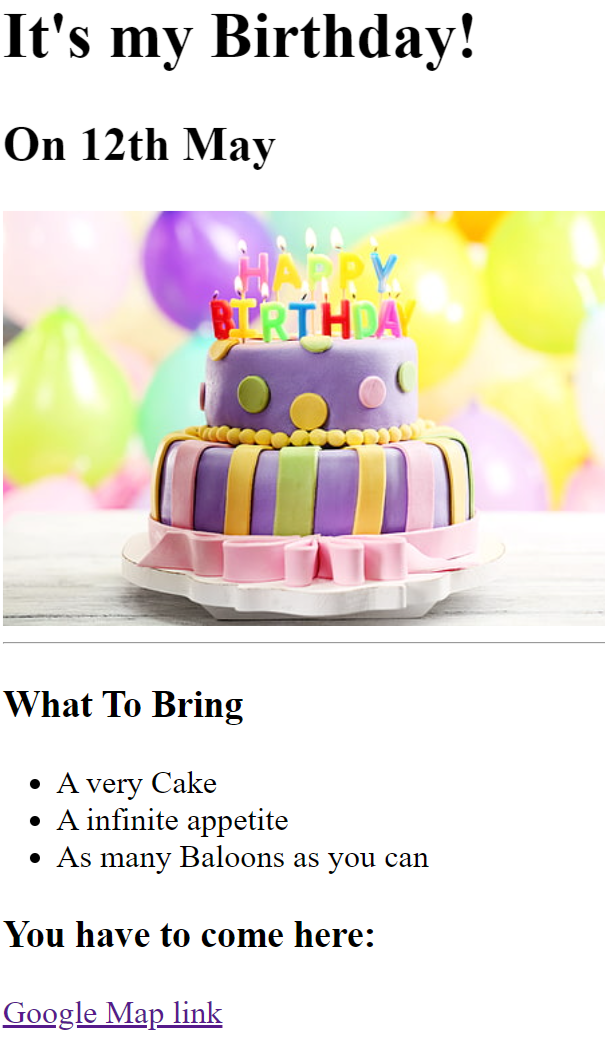 It's my Birthday!
On 12th May
HAPPY
BIRTHDAY
What To Bring
A very Cake
A infinite appetite
As many Baloons as you can
You have to come here:
Google Map link